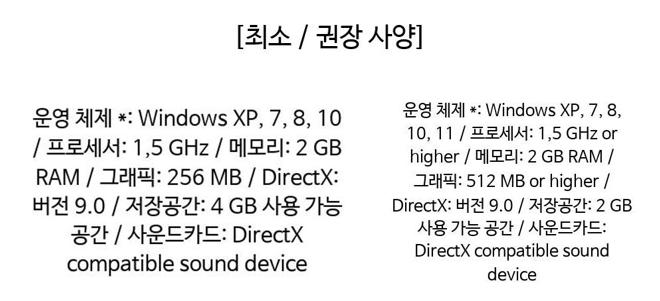 [최소 / 권장 사양]
운영 체제 *: Windows XP, 7, 8, 10
/ 프로세서: 1,5 GHz / 메모리: 2 GB
RAM / 그래픽: 256 MB / DirectX:
버전 9.0 / 저장공간: 4 GB 사용 가능
공간 / 사운드카드: DirectX
compatible sound device
운영 체제 *: Windows XP, 7, 8,
10, 11 / 프로세서: 1,5 GHz or
higher / 메모리: 2 GB RAM /
그래픽: 512 MB or higher /
DirectX: 버전 9.0 / 저장공간: 2 GB
사용 가능 공간 / 사운드카드:
DirectX compatible sound
device